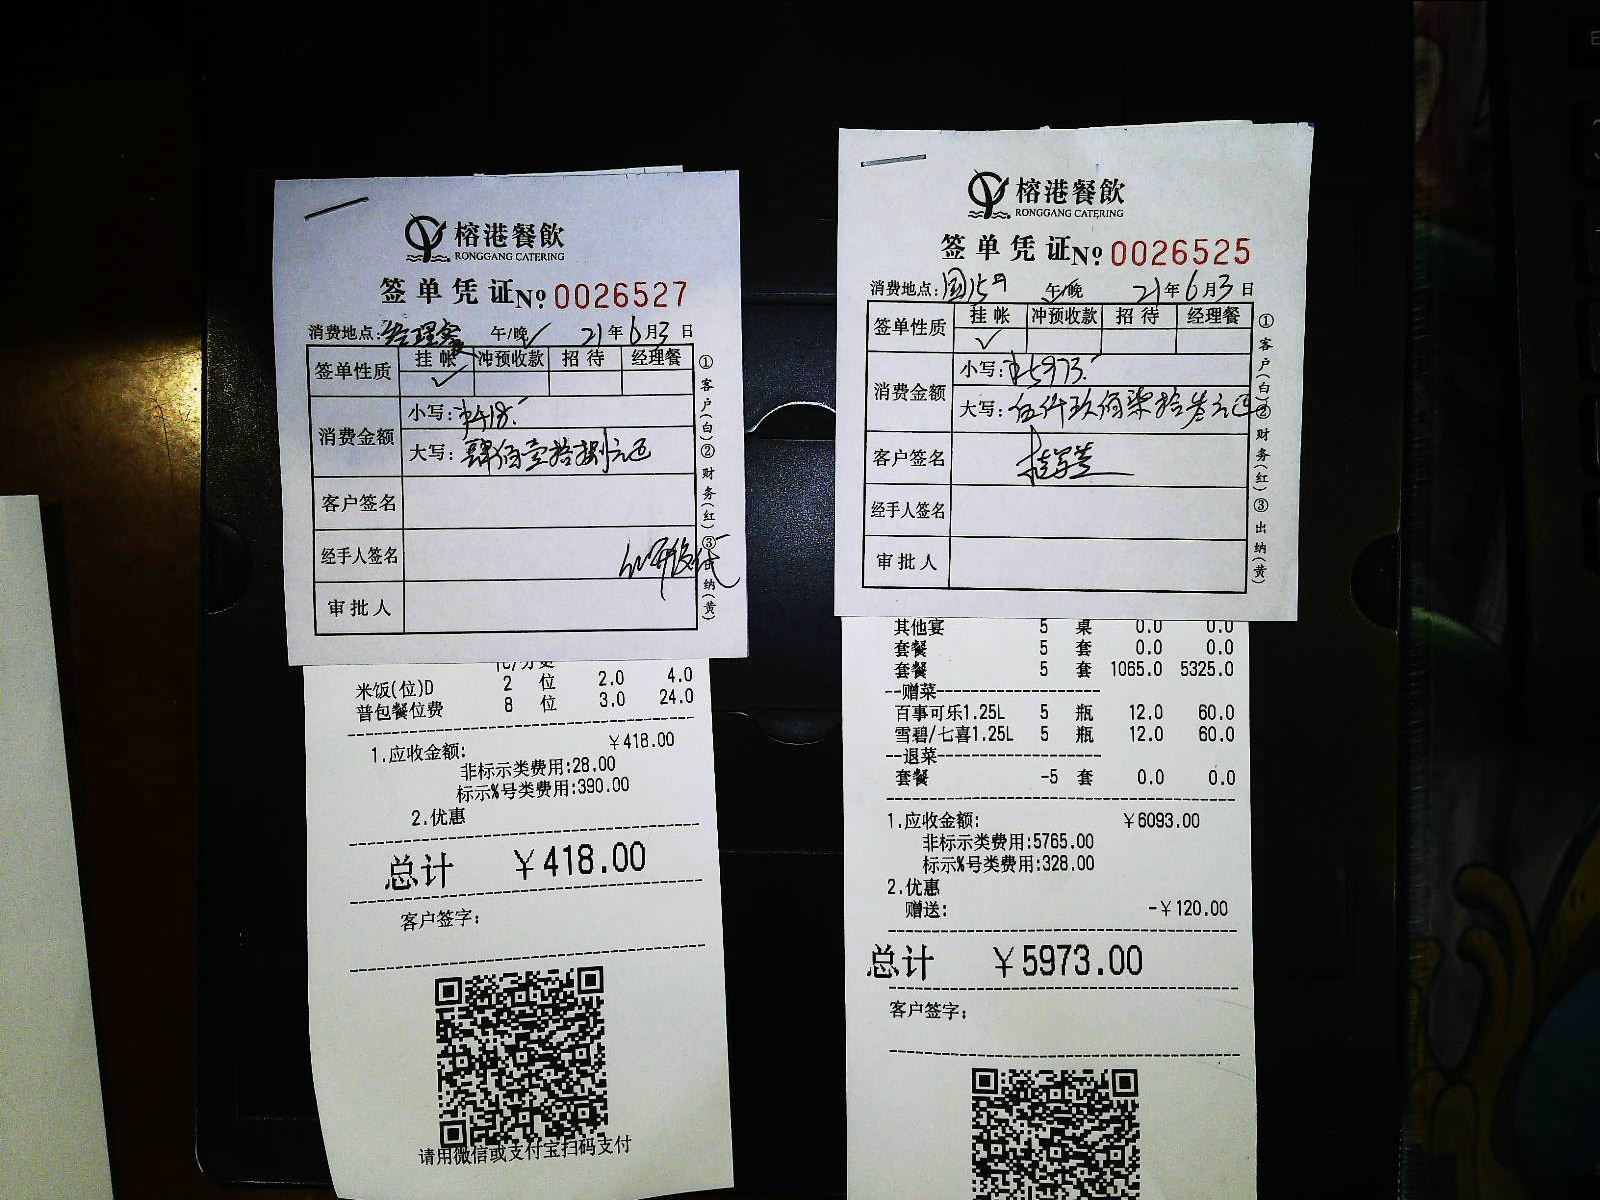 榕港餐飲
RONGGANG CATERING
签单凭证№ 0026527
消费地点: 经理餐 午/晚 21年6月3日
签单性质 挂帐 冲预收款 招待 经理餐
消费金额
小写: ¥418.-
大写: 肆佰壹拾捌元正
客户签名
经手人签名
审批人
①客户(白)②财务(红)③出纳(黄)
米饭(位)D 2 位 2.0 4.0
普包餐位费 8 位 3.0 24.0
1.应收金额: ¥418.00
非标示类费用:28.00
标示%号类费用:390.00
2.优惠
总计 ¥418.00
客户签字:
请用微信或支付宝扫码支付
榕港餐飲
RONGGANG CATERING
签单凭证№ 0026525
消费地点: 午/晚 21年6月3日
签单性质 挂帐 冲预收款 招待 经理餐
消费金额
小写: ¥5973.-
大写: 伍仟玖佰柒拾叁元正
客户签名
经手人签名
审批人
①客户(白)②财务(红)③出纳(黄)
其他宴 5 桌 0.0 0.0
套餐 5 套 0.0 0.0
套餐 5 套 1065.0 5325.0
--赠菜--
百事可乐1.25L 5 瓶 12.0 60.0
雪碧/七喜1.25L 5 瓶 12.0 60.0
--退菜--
套餐 -5 套 0.0 0.0
1.应收金额: ¥6093.00
非标示类费用:5765.00
标示%号类费用:328.00
2.优惠
赠送: -¥120.00
总计 ¥5973.00
客户签字: